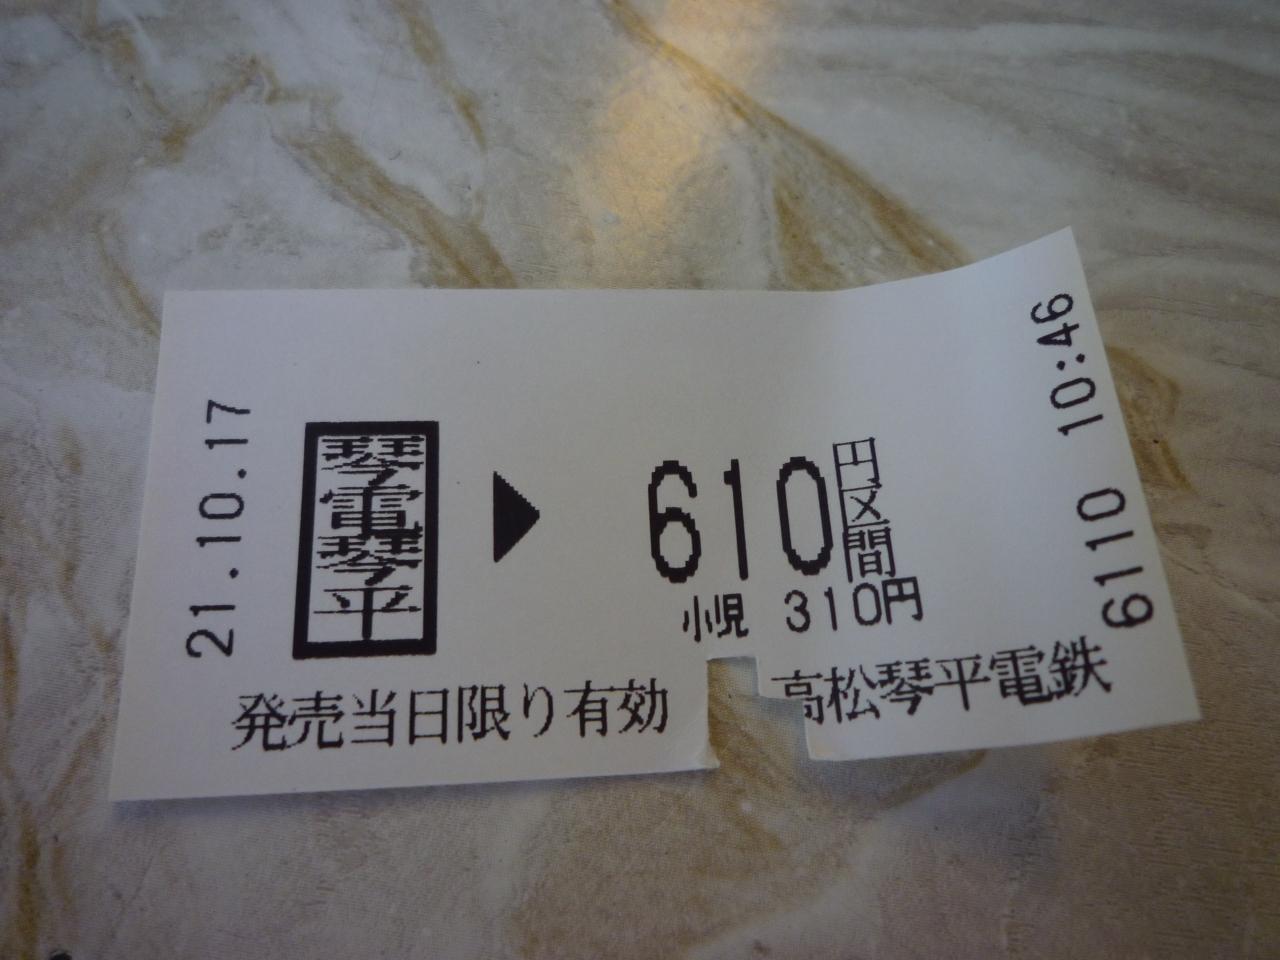 21.10.17
琴電琴平
▶
610円区間
小児 310円
発売当日限り有効
高松琴平電鉄
6110 10:46